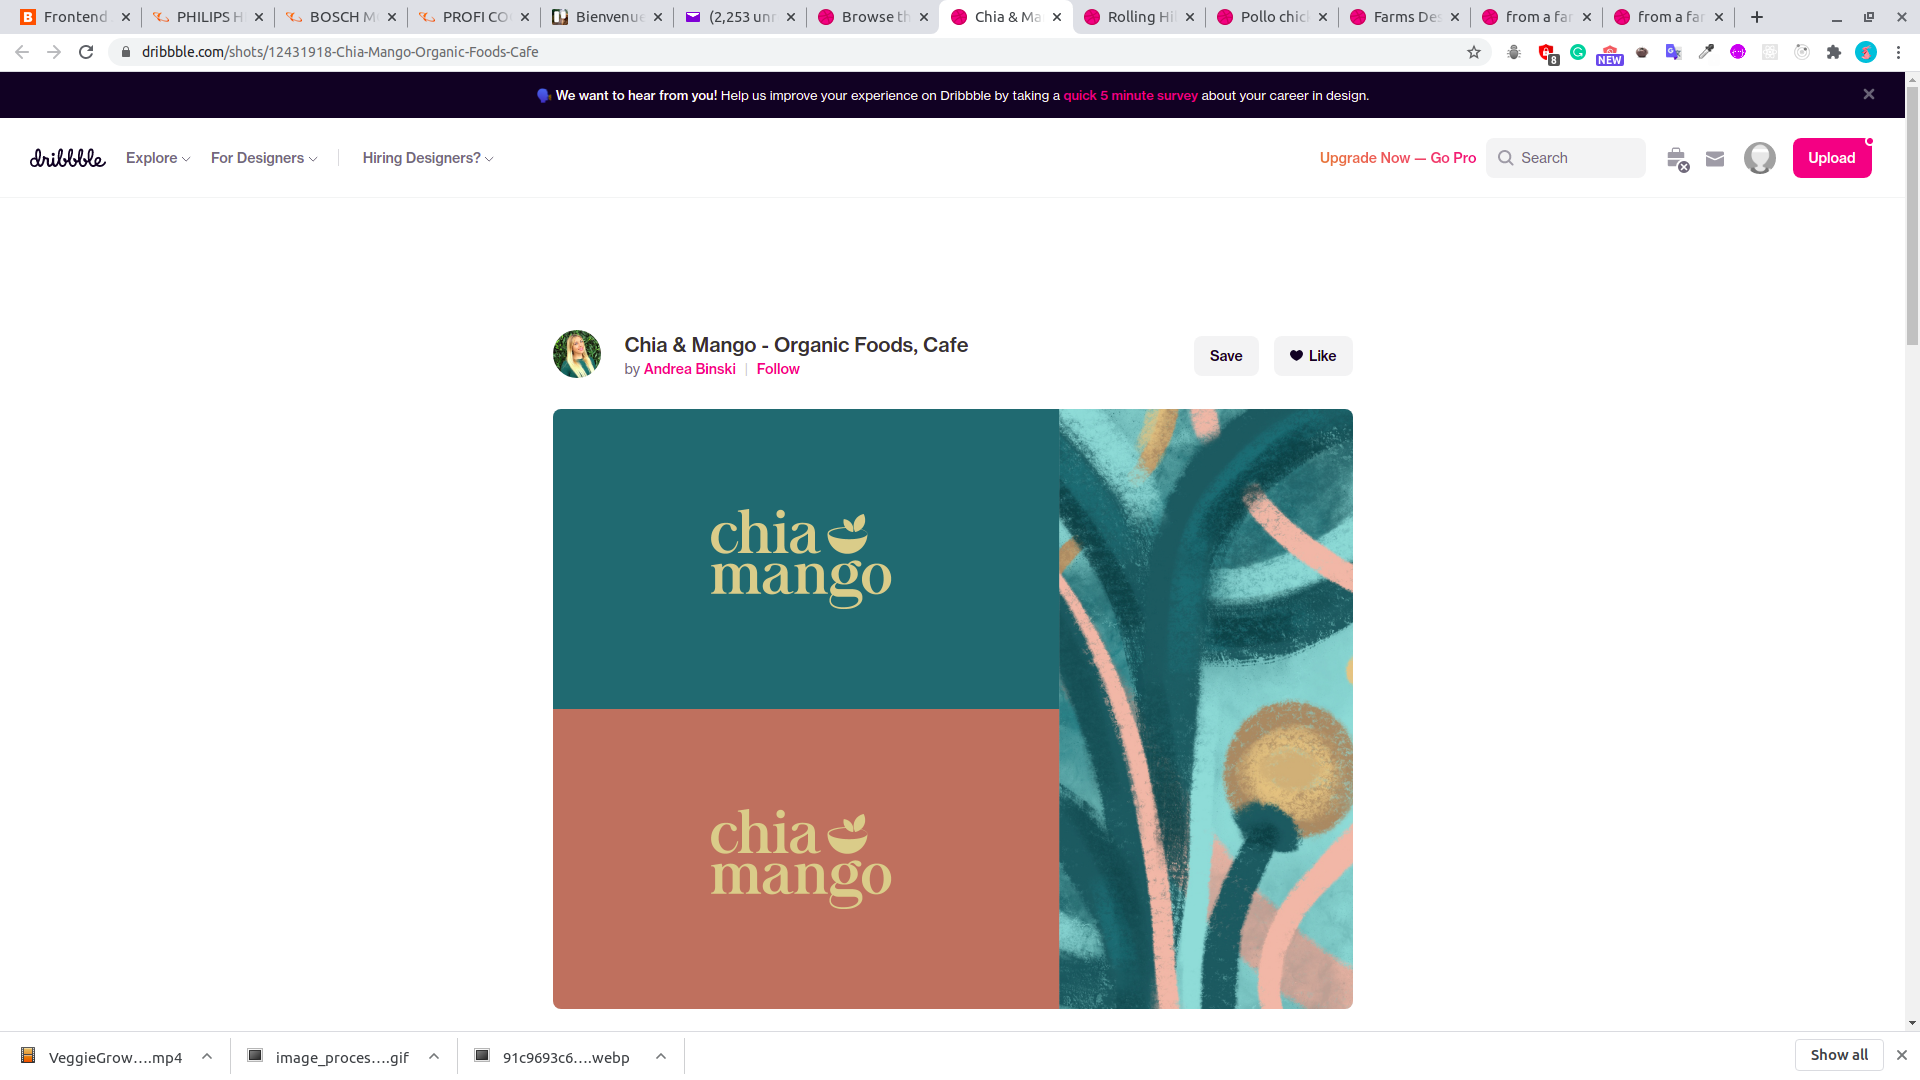 Frontend
PHILIPS H
BOSCH M
PROFI CO
Bienvenue
(2,253 unr
Browse th
Chia & Ma
Rolling Hil
Pollo chic
Farms Des
from a far
from a far
dribbble.com/shots/12431918-Chia-Mango-Organic-Foods-Cafe
8
NEW
We want to hear from you! Help us improve your experience on Dribbble by taking a quick 5 minute survey about your career in design.
dribbble
Explore
For Designers
Hiring Designers?
Upgrade Now — Go Pro
Search
Upload
Chia & Mango - Organic Foods, Cafe
by Andrea Binski
Follow
Save
Like
chia
mango
chia
mango
VeggieGrow....mp4
image_proces....gif
91c9693c6....webp
Show all